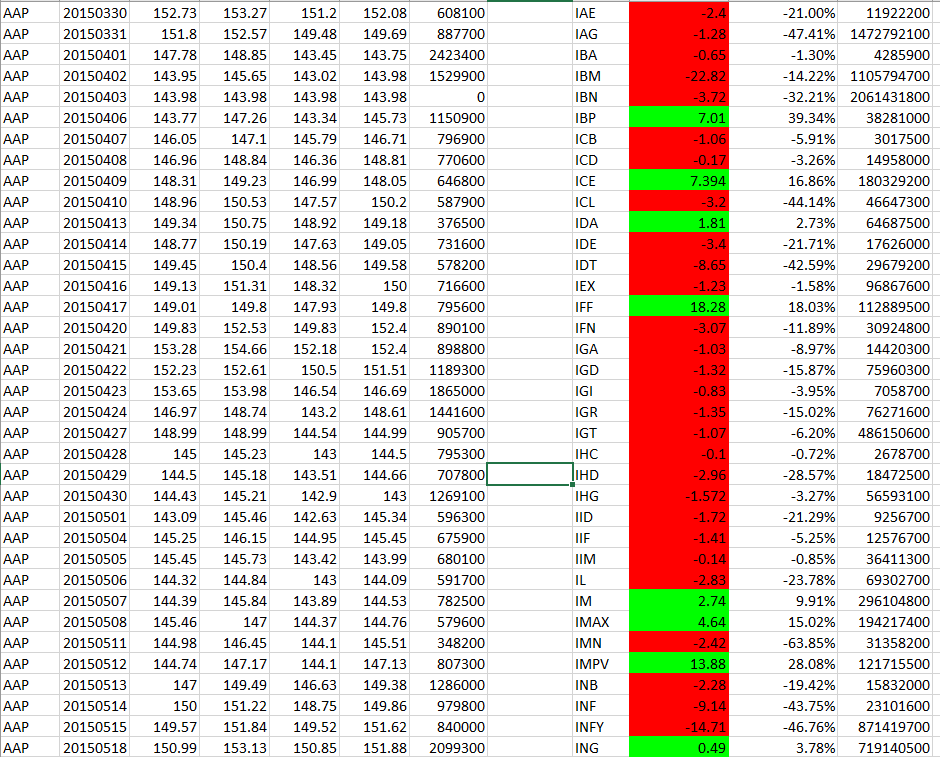 AAP 20150330 152.73 153.27 151.2 152.08 608100 IAE -2.4 -21.00% 11922200
AAP 20150331 151.8 152.57 149.48 149.69 887700 IAG -1.28 -47.41% 1472792100
AAP 20150401 147.78 148.85 143.45 143.75 2423400 IBA -0.65 -1.30% 4285900
AAP 20150402 143.95 145.65 143.02 143.98 1529900 IBM -22.82 -14.22% 1105794700
AAP 20150403 143.98 143.98 143.98 143.98 0 IBN -3.72 -32.21% 2061431800
AAP 20150406 143.77 147.26 143.34 145.73 1150900 IBP 7.01 39.34% 38281000
AAP 20150407 146.05 147.1 145.79 146.71 796900 ICB -1.06 -5.91% 3017500
AAP 20150408 146.96 148.84 146.36 148.81 770600 ICD -0.17 -3.26% 14958000
AAP 20150409 148.31 149.23 146.99 148.05 646800 ICE 7.394 16.86% 180329200
AAP 20150410 148.96 150.53 147.57 150.2 587900 ICL -3.2 -44.14% 46647300
AAP 20150413 149.34 150.75 148.92 149.18 376500 IDA 1.81 2.73% 64687500
AAP 20150414 148.77 150.19 147.63 149.05 731600 IDE -3.4 -21.71% 17626000
AAP 20150415 149.45 150.4 148.56 149.58 578200 IDT -8.65 -42.59% 29679200
AAP 20150416 149.13 151.31 148.32 150 716600 IEX -1.23 -1.58% 96867600
AAP 20150417 149.01 149.8 147.93 149.8 795600 IFF 18.28 18.03% 112889500
AAP 20150420 149.83 152.53 149.83 152.4 890100 IFN -3.07 -11.89% 30924800
AAP 20150421 153.28 154.66 152.18 152.4 898800 IGA -1.03 -8.97% 14420300
AAP 20150422 152.23 152.61 150.5 151.51 1189300 IGD -1.32 -15.87% 75960300
AAP 20150423 153.65 153.98 146.54 146.69 1865000 IGI -0.83 -3.95% 7058700
AAP 20150424 146.97 148.74 143.2 148.61 1441600 IGR -1.35 -15.02% 76271600
AAP 20150427 148.99 148.99 144.54 144.99 905700 IGT -1.07 -6.20% 486150600
AAP 20150428 145 145.23 143 144.5 795300 IHC -0.1 -0.72% 2678700
AAP 20150429 144.5 145.18 143.51 144.66 707800 IHD -2.96 -28.57% 18472500
AAP 20150430 144.43 145.21 142.9 143 1269100 IHG -1.572 -3.27% 56593100
AAP 20150501 143.09 145.46 142.63 145.34 596300 IID -1.72 -21.29% 9256700
AAP 20150504 145.25 146.15 144.95 145.45 675900 IIF -1.41 -5.25% 12576700
AAP 20150505 145.45 145.73 143.42 143.99 680100 IIM -0.14 -0.85% 36411300
AAP 20150506 144.32 144.84 143 144.09 591700 IL -2.83 -23.78% 69302700
AAP 20150507 144.39 145.84 143.89 144.53 782500 IM 2.74 9.91% 296104800
AAP 20150508 145.46 147 144.37 144.76 579600 IMAX 4.64 15.02% 194217400
AAP 20150511 144.98 146.45 144.1 145.51 348200 IMN -2.42 -63.85% 31358200
AAP 20150512 144.74 147.17 144.1 147.13 807300 IMPV 13.88 28.08% 121715500
AAP 20150513 147 149.49 146.63 149.38 1286000 INB -2.28 -19.42% 15832000
AAP 20150514 150 151.22 148.75 149.86 979800 INF -9.14 -43.75% 23101600
AAP 20150515 149.57 151.84 149.52 151.62 840000 INFY -14.71 -46.76% 871419700
AAP 20150518 150.99 153.13 150.85 151.88 2099300 ING 0.49 3.78% 719140500